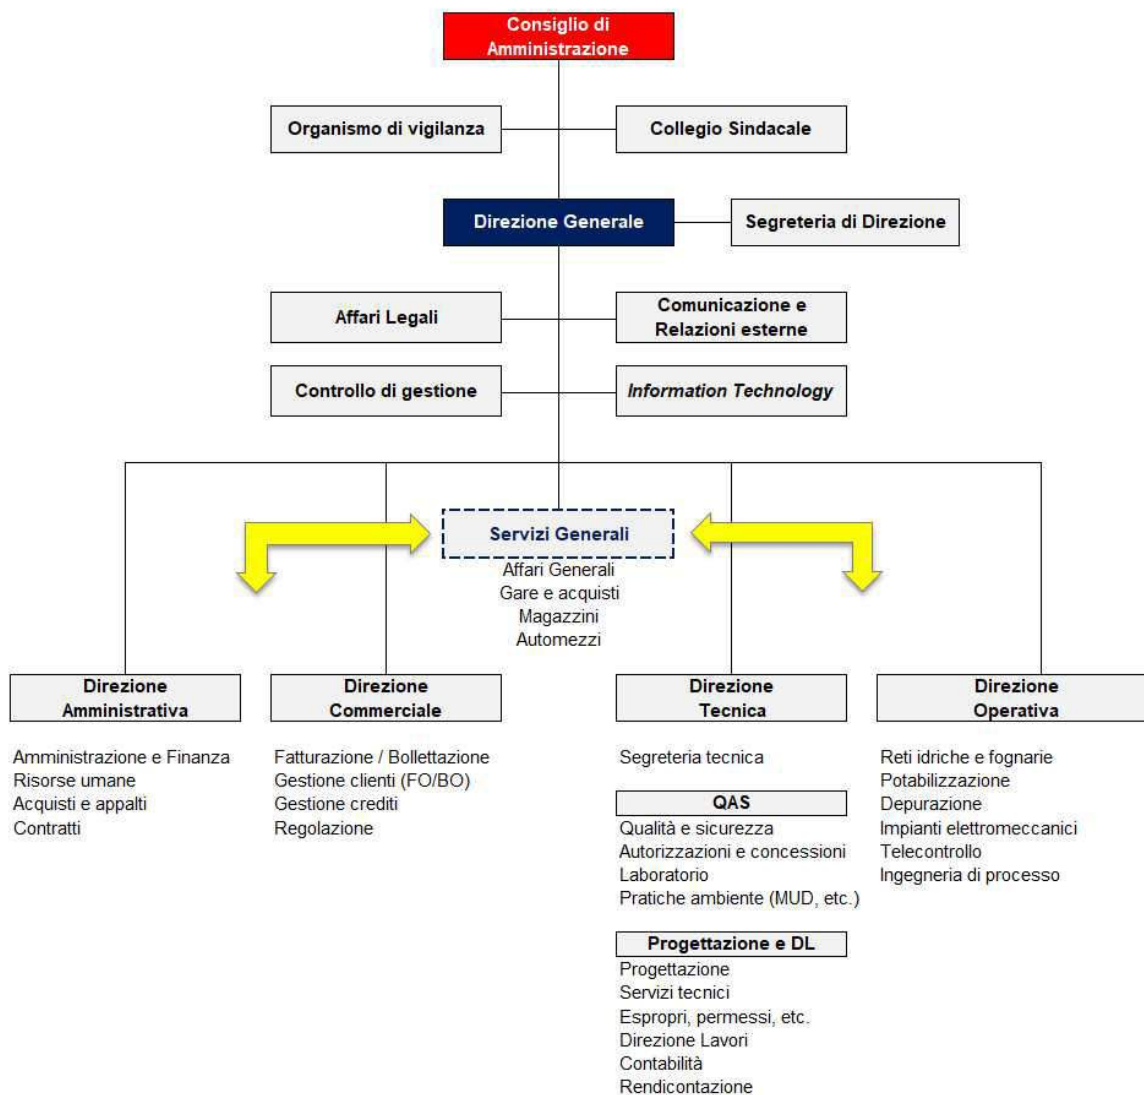 Consiglio di
Amministrazione
Organismo di vigilanza
Collegio Sindacale
Direzione Generale
Segreteria di Direzione
Affari Legali
Comunicazione e
Relazioni esterne
Controllo di gestione
Information Technology
Servizi Generali
Affari Generali
Gare e acquisti
Magazzini
Automezzi
Direzione
Amministrativa
Amministrazione e Finanza
Risorse umane
Acquisti e appalti
Contratti
Direzione
Commerciale
Fatturazione / Bollettazione
Gestione clienti (FO/BO)
Gestione crediti
Regolazione
Direzione
Tecnica
Segreteria tecnica
QAS
Qualità e sicurezza
Autorizzazioni e concessioni
Laboratorio
Pratiche ambiente (MUD, etc.)
Progettazione e DL
Progettazione
Servizi tecnici
Espropri, permessi, etc.
Direzione Lavori
Contabilità
Rendicontazione
Direzione
Operativa
Reti idriche e fognarie
Potabilizzazione
Depurazione
Impianti elettromeccanici
Telecontrollo
Ingegneria di processo